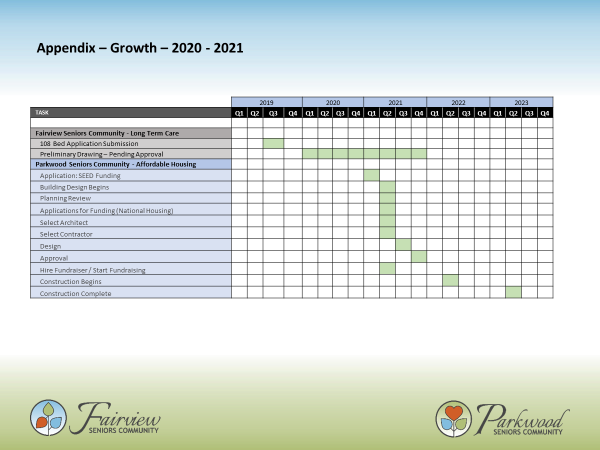 Appendix – Growth – 2020 - 2021
2019 2020 2021 2022 2023
TASK Q1 Q2 Q3 Q4 Q1 Q2 Q3 Q4 Q1 Q2 Q3 Q4 Q1 Q2 Q3 Q4 Q1 Q2 Q3 Q4
Fairview Seniors Community - Long Term Care
108 Bed Application Submission
Preliminary Drawing – Pending Approval
Parkwood Seniors Community - Affordable Housing
Application: SEED Funding
Building Design Begins
Planning Review
Applications for Funding (National Housing)
Select Architect
Select Contractor
Design
Approval
Hire Fundraiser / Start Fundraising
Construction Begins
Construction Complete
Fairview
SENIORS COMMUNITY
Parkwood
SENIORS COMMUNITY